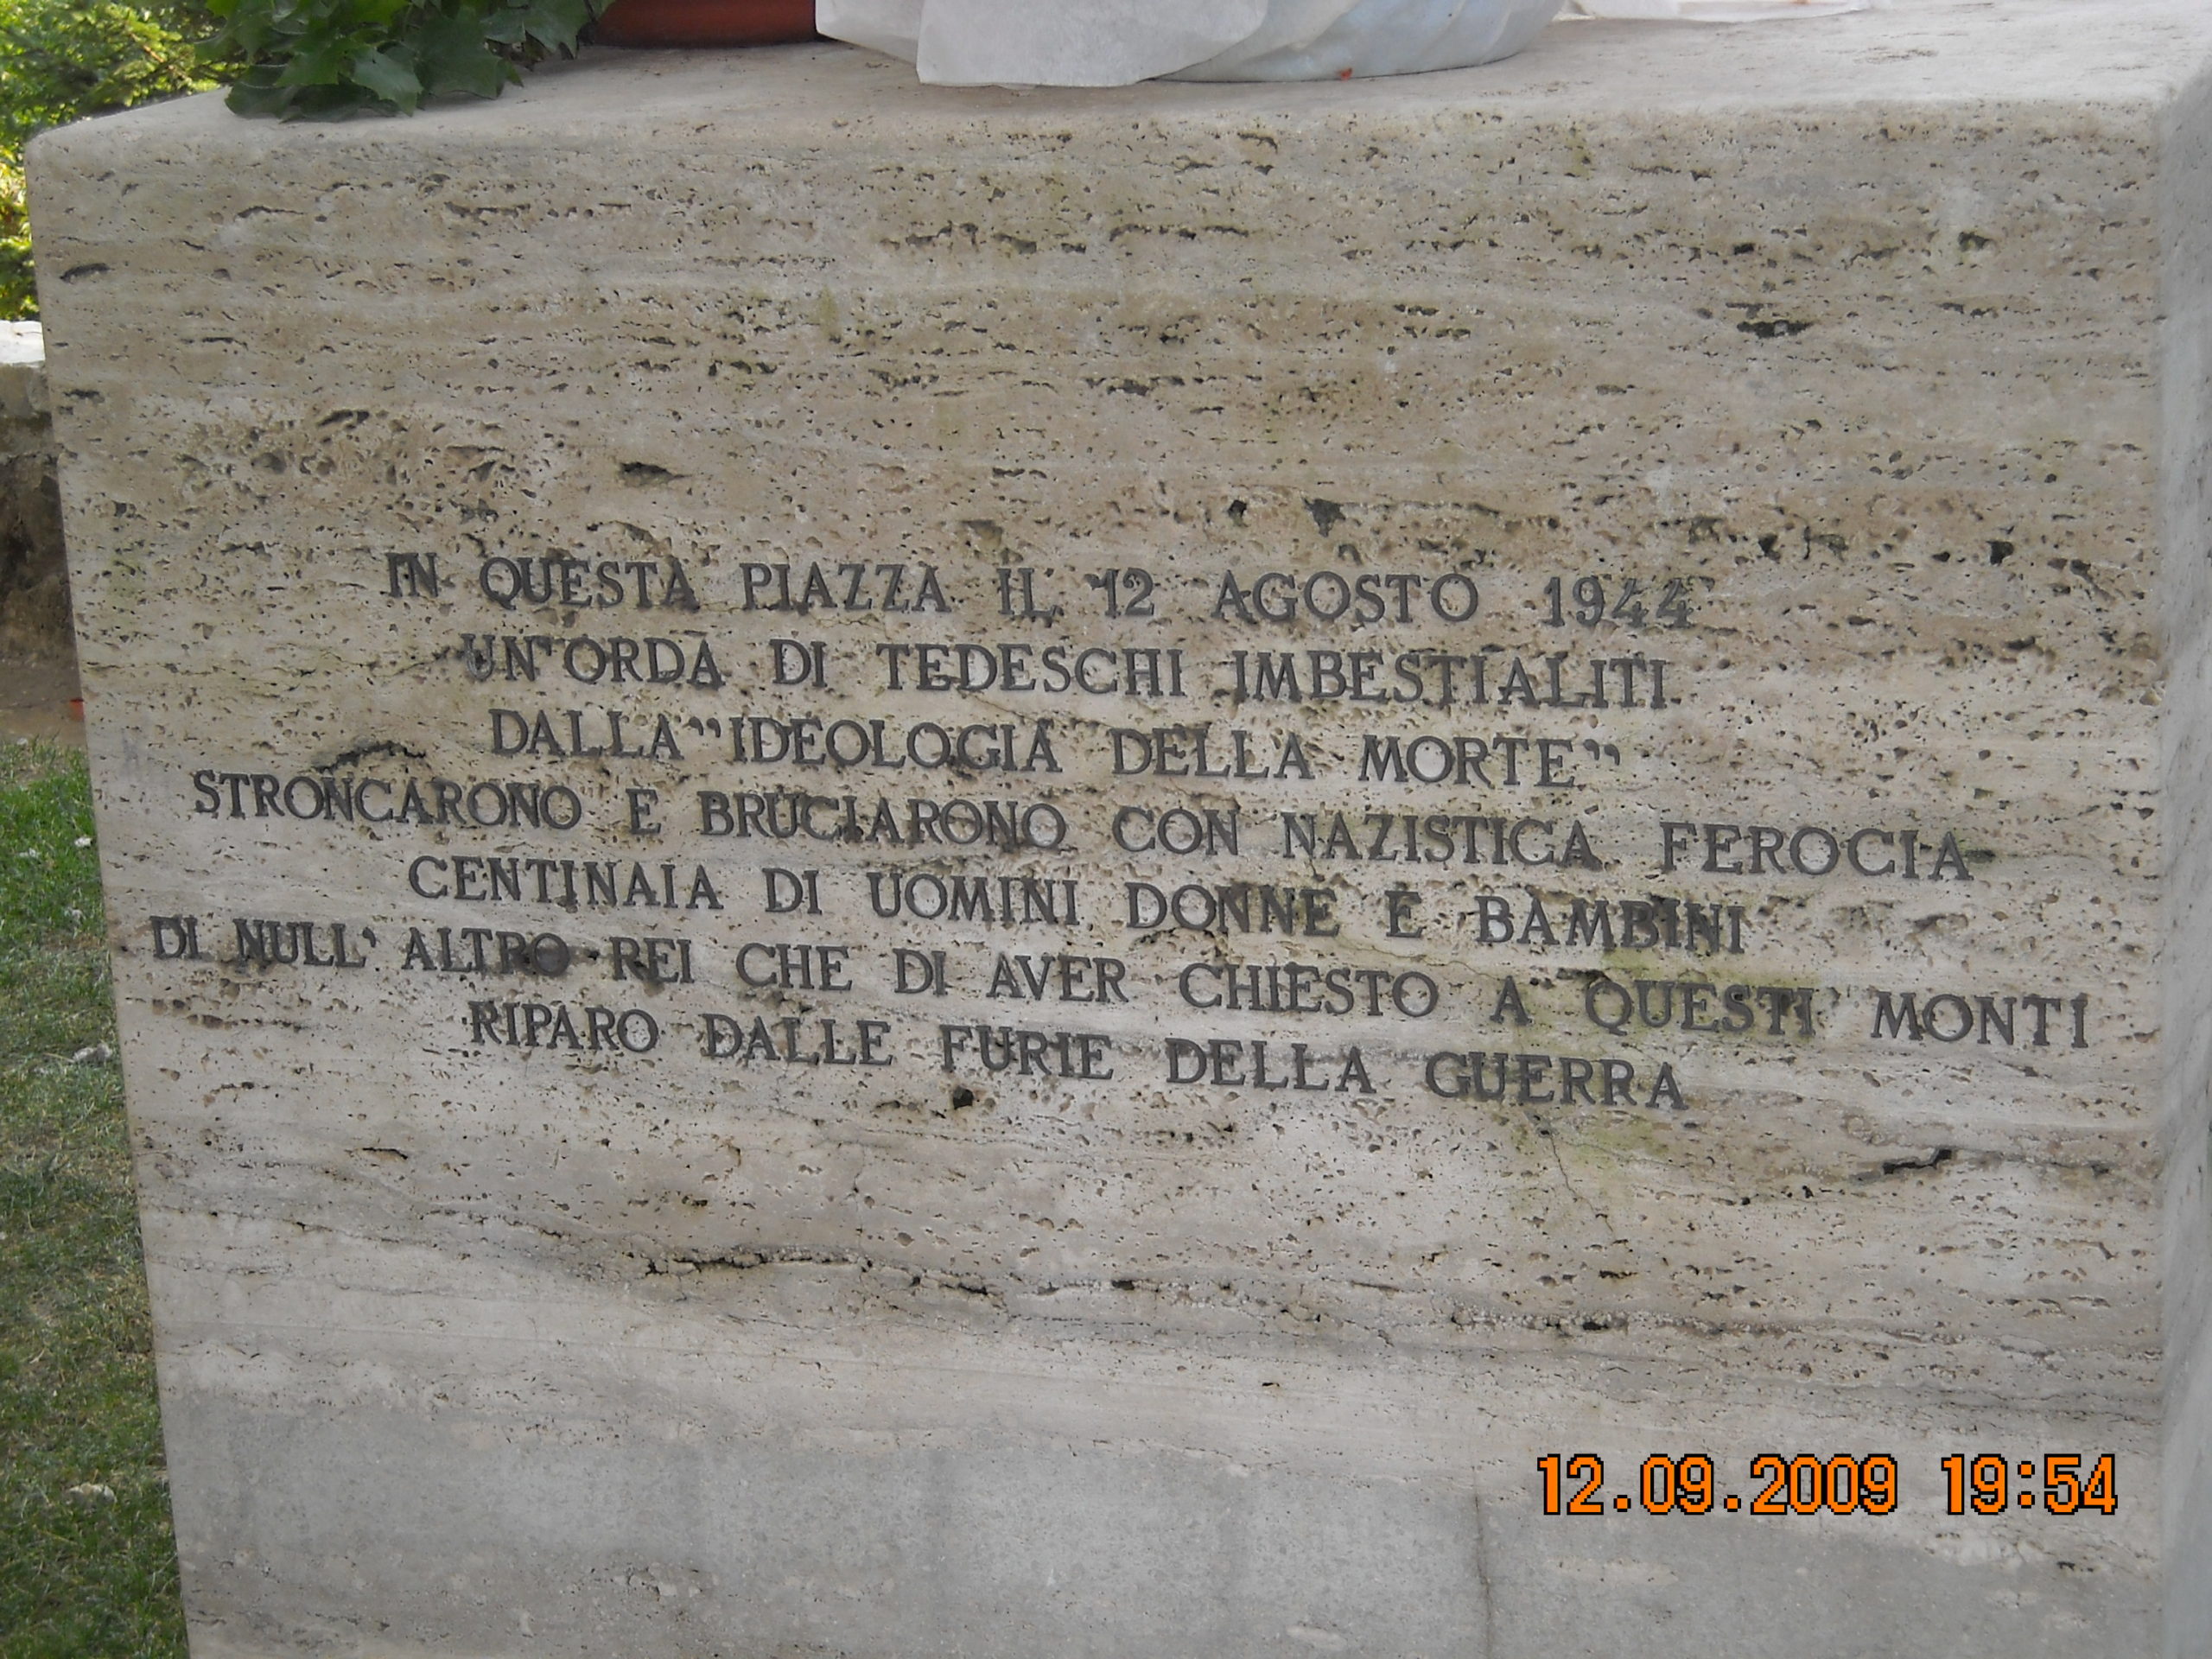 IN QUESTA PIAZZA IL 12 AGOSTO 1944
UN'ORDA DI TEDESCHI IMBESTIALITI
DALLA "IDEOLOGIA DELLA MORTE"
STRONCARONO E BRUCIARONO CON NAZISTICA FEROCIA
CENTINAIA DI UOMINI DONNE E BAMBINI
DI NULL' ALTRO REI CHE DI AVER CHIESTO A QUESTI MONTI
RIPARO DALLE FURIE DELLA GUERRA
12.09.2009 19:54